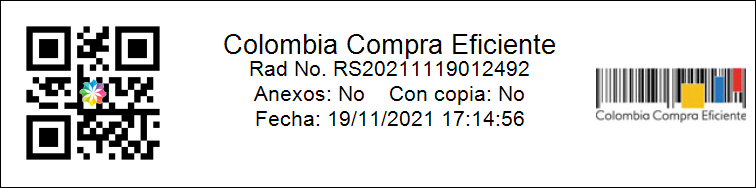 Colombia Compra Eficiente
Rad No. RS20211119012492
Anexos: No    Con copia: No
Fecha: 19/11/2021 17:14:56
Colombia Compra Eficiente